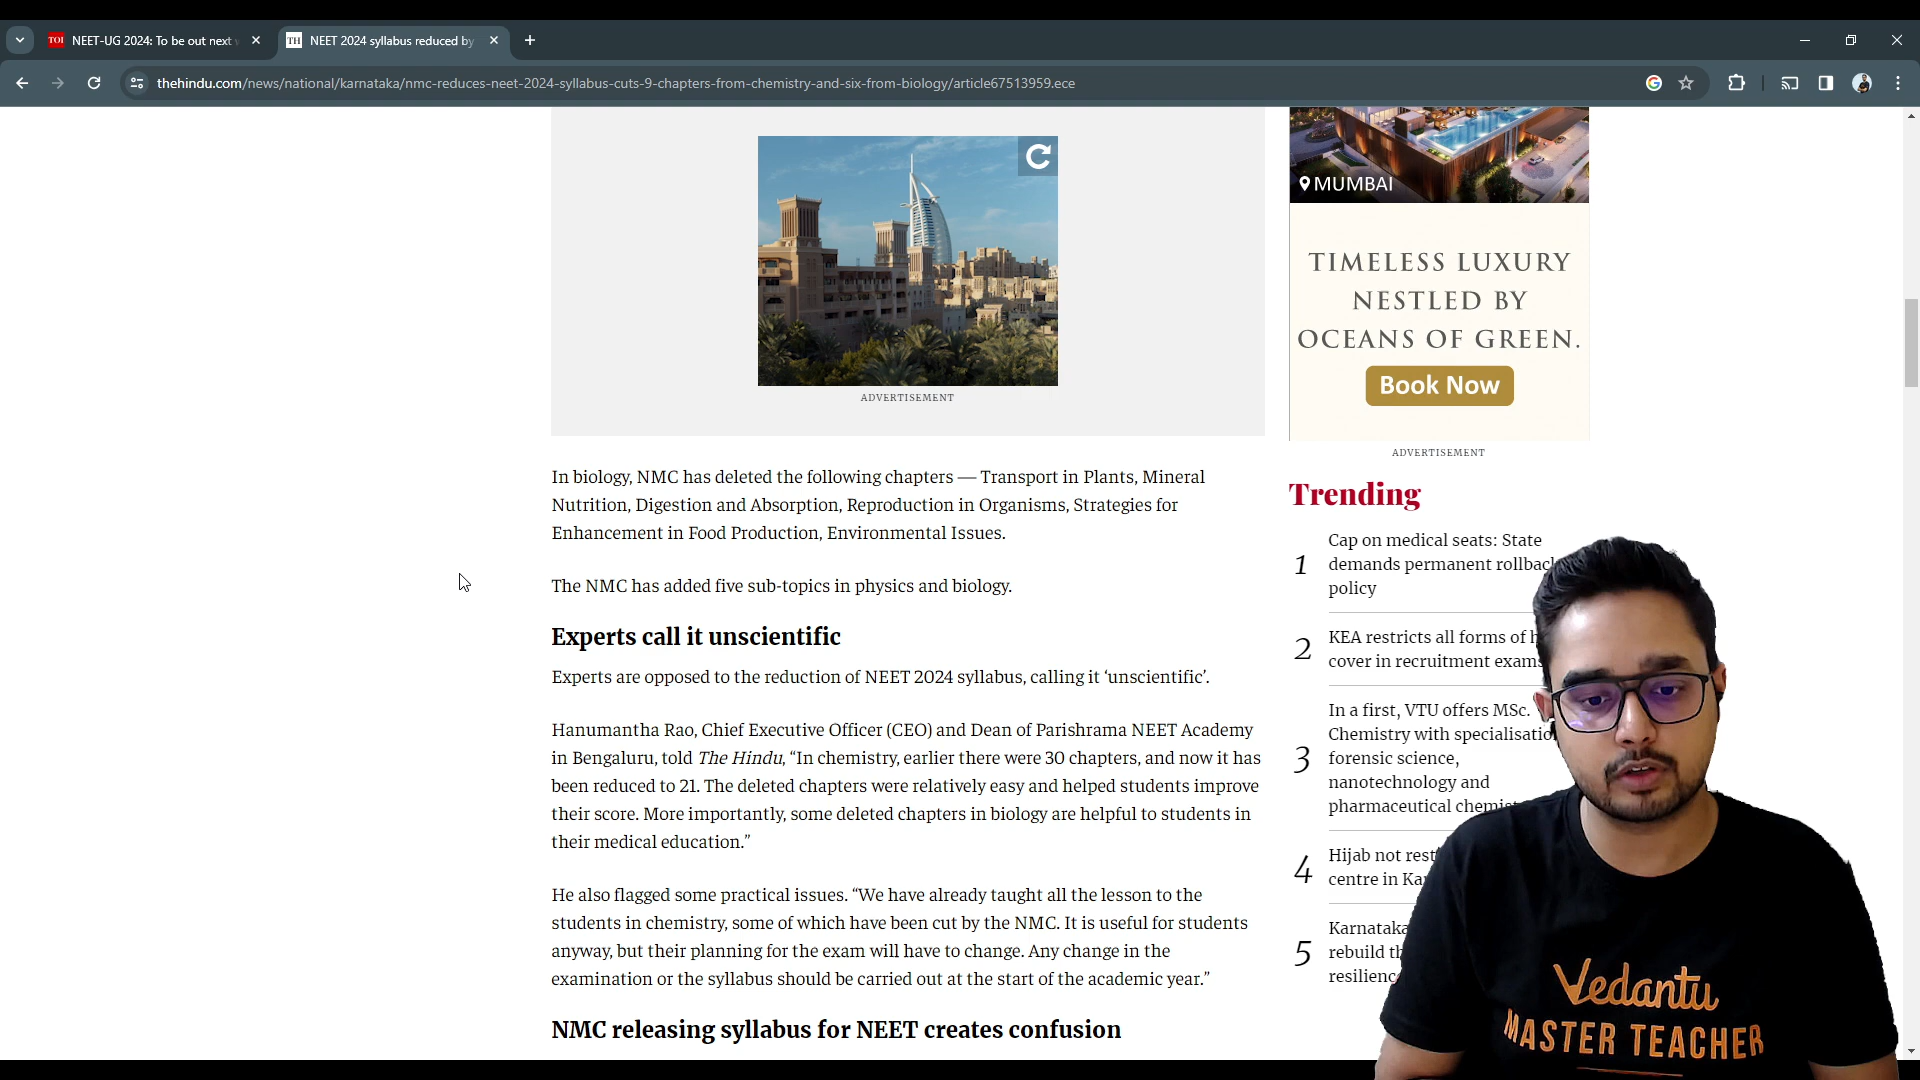 TOI NEET-UG 2024: To be out next
TH NEET 2024 syllabus reduced by
thehindu.com/news/national/karnataka/nmc-reduces-neet-2024-syllabus-cuts-9-chapters-from-chemistry-and-six-from-biology/article67513959.ece
ADVERTISEMENT
In biology, NMC has deleted the following chapters — Transport in Plants, Mineral
Nutrition, Digestion and Absorption, Reproduction in Organisms, Strategies for
Enhancement in Food Production, Environmental Issues.
The NMC has added five sub-topics in physics and biology.
Experts call it unscientific
Experts are opposed to the reduction of NEET 2024 syllabus, calling it ‘unscientific’.
Hanumantha Rao, Chief Executive Officer (CEO) and Dean of Parishrama NEET Academy
in Bengaluru, told The Hindu, “In chemistry, earlier there were 30 chapters, and now it has
been reduced to 21. The deleted chapters were relatively easy and helped students improve
their score. More importantly, some deleted chapters in biology are helpful to students in
their medical education.”
He also flagged some practical issues. “We have already taught all the lesson to the
students in chemistry, some of which have been cut by the NMC. It is useful for students
anyway, but their planning for the exam will have to change. Any change in the
examination or the syllabus should be carried out at the start of the academic year.”
NMC releasing syllabus for NEET creates confusion
MUMBAI
TIMELESS LUXURY
NESTLED BY
OCEANS OF GREEN.
Book Now
ADVERTISEMENT
Trending
1
Cap on medical seats: State
demands permanent rollback
policy
2
KEA restricts all forms of
cover in recruitment exams
3
In a first, VTU offers MSc.
Chemistry with
forensic science,
nanotechnology and
pharmaceutical
4
Hijab not
centre in
5
Karnataka
rebuild
Vedantu
MASTER TEACHER